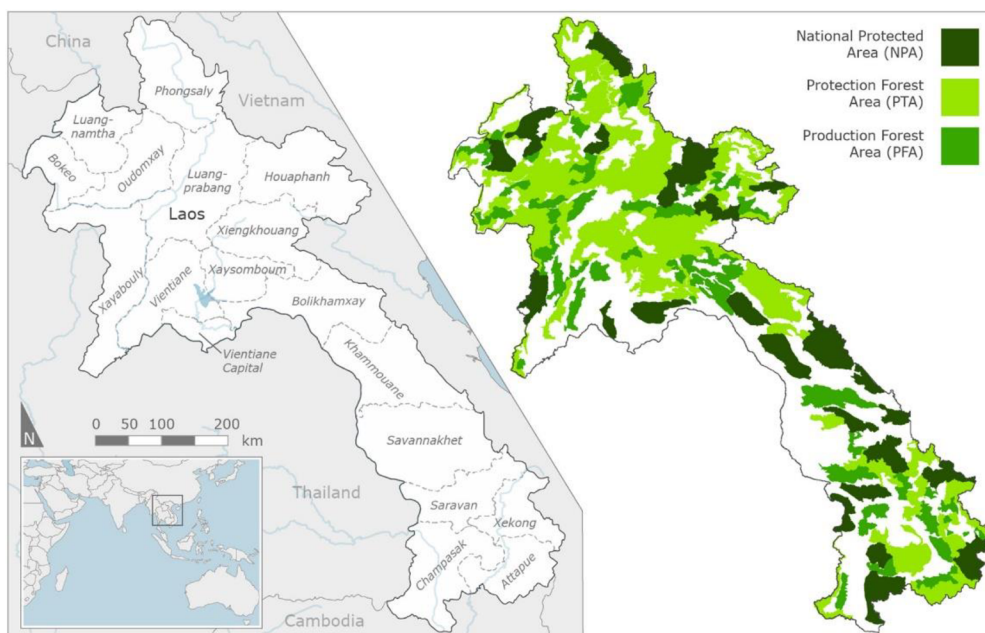 China
Vietnam
Phongsaly
Luang-
namtha
Bokeo
Oudomxay
Luang-
prabang
Houaphanh
Laos
Xiengkhouang
Xayabouly
Vientiane
Xaysomboum
Bolikhamxay
Vientiane
Capital
Khammouane
Savannakhet
Thailand
Saravan
Xekong
Champasak
Attapue
Cambodia
N
0 50 100 200
km
National Protected
Area (NPA)
Protection Forest
Area (PTA)
Production Forest
Area (PFA)